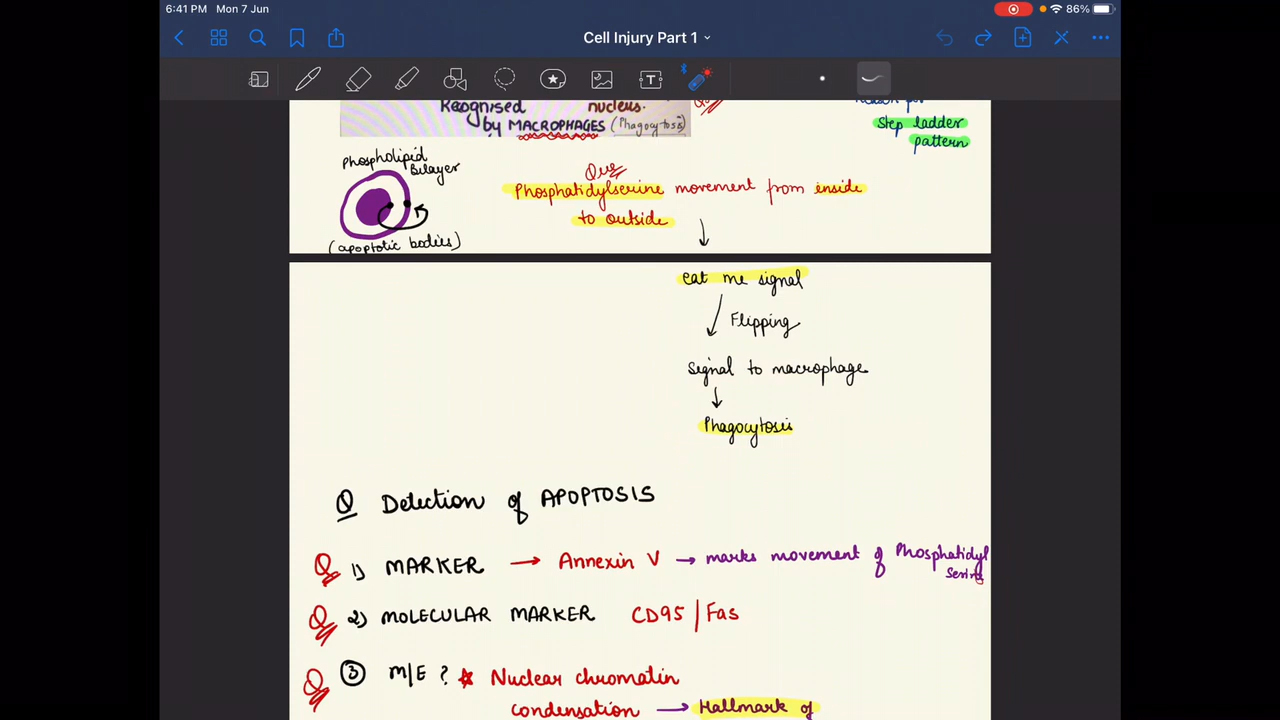 6:41 PM Mon 7 Jun
86%
Cell Injury Part 1
Recognised nucleus.
by MACROPHAGES (Phagocytosis)
Step ladder
pattern
Phospholipid
Bilayer
(apoptotic bodies)
Que
Phosphatidylserine movement from inside
to outside
eat me signal
Flipping
Signal to macrophage
Phagocytosis
Q Detection of APOPTOSIS
Q 1) MARKER → Annexin V → marks movement of Phosphatidyl
serine
Q 2) MOLECULAR MARKER CD95 / Fas
Q 3 M/E ? Nuclear chromatin
condensation → Hallmark of